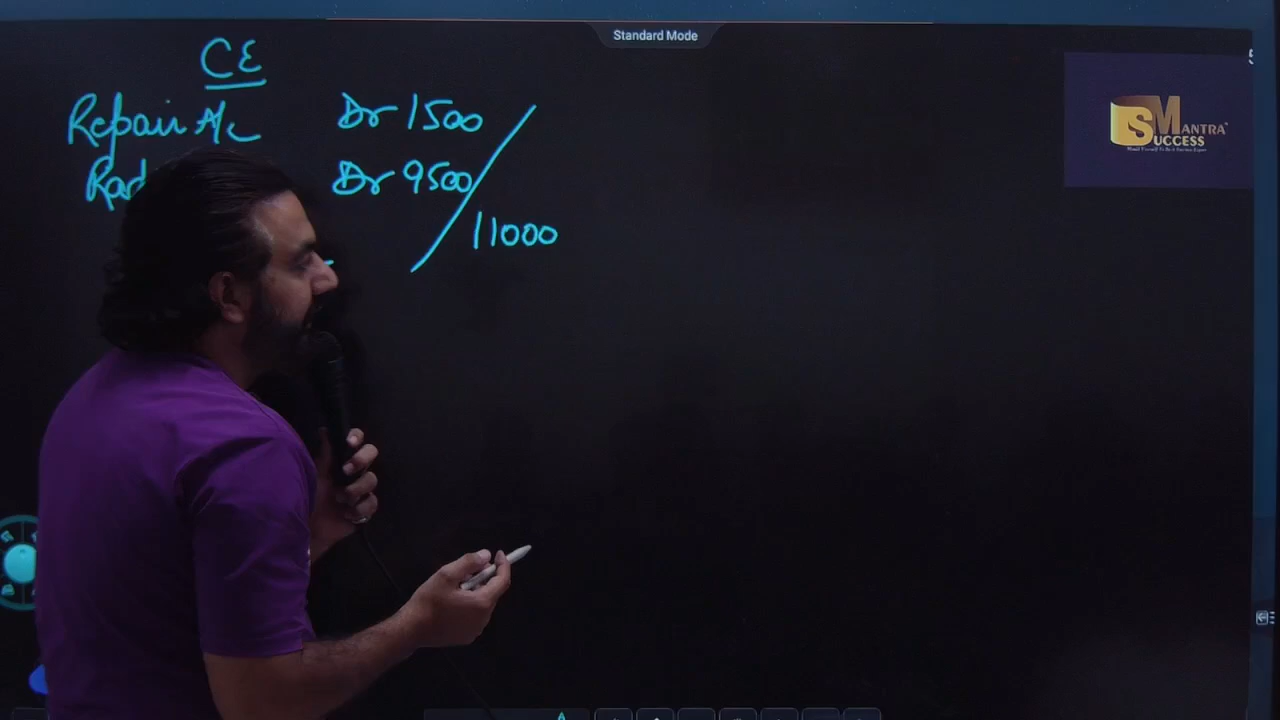 Standard Mode
CE
Repair A/c Dr 1500
Dr 9500
11000
S MANTRA
SUCCESS